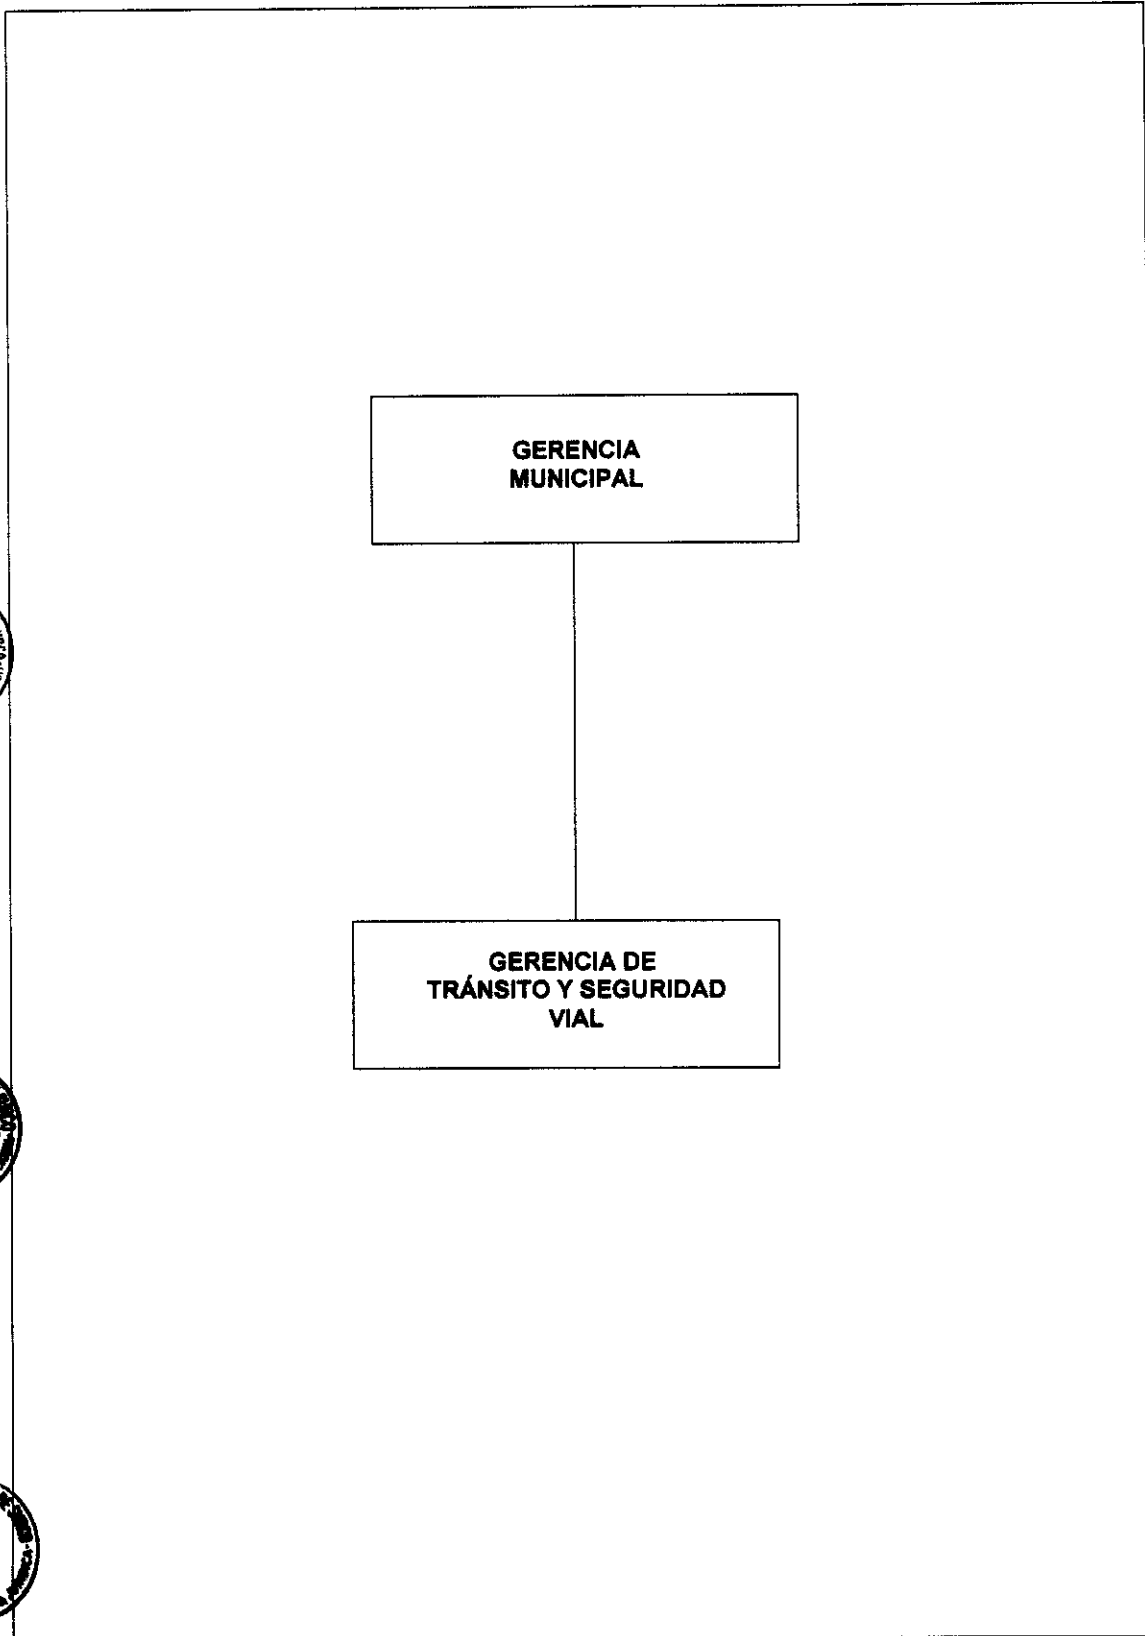 GERENCIA
MUNICIPAL
GERENCIA DE
TRÁNSITO Y SEGURIDAD
VIAL